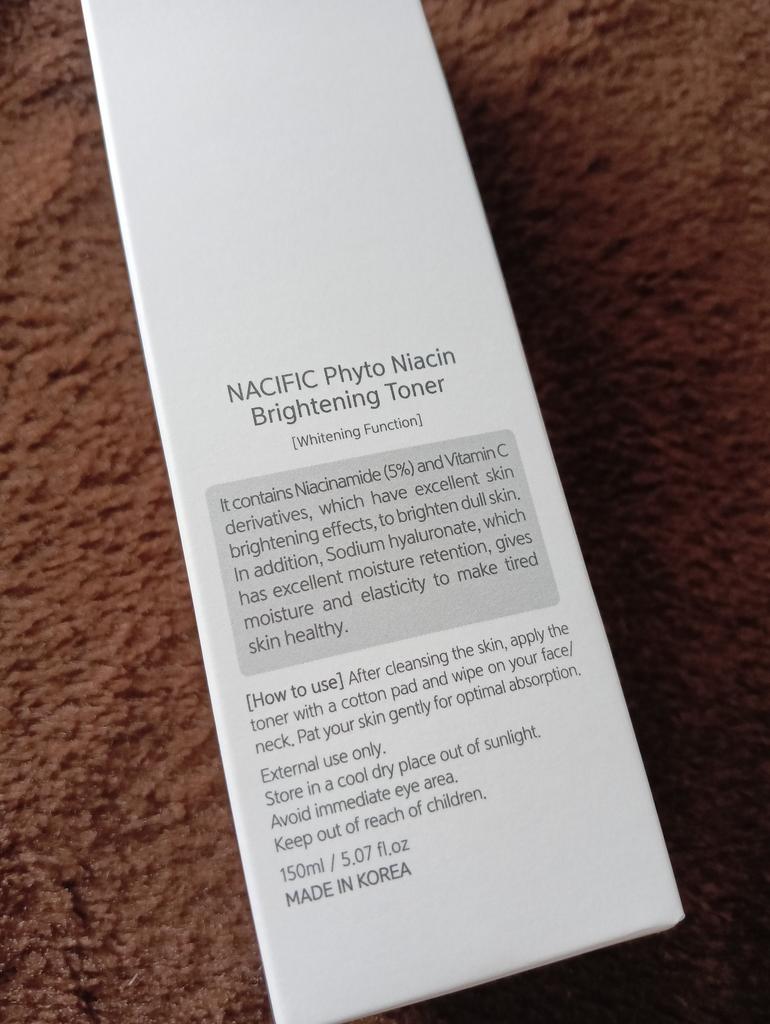 NACIFIC Phyto Niacin
Brightening Toner
[Whitening Function]
It contains Niacinamide (5%) and Vitamin C
derivatives, which have excellent skin
brightening effects, to brighten dull skin.
In addition, Sodium hyaluronate, which
has excellent moisture retention, gives
moisture and elasticity to make tired
skin healthy.
[How to use] After cleansing the skin, apply the
toner with a cotton pad and wipe on your face/
neck. Pat your skin gently for optimal absorption.
External use only.
Store in a cool dry place out of sunlight.
Avoid immediate eye area.
Keep out of reach of children.
150ml / 5.07 fl.oz
MADE IN KOREA